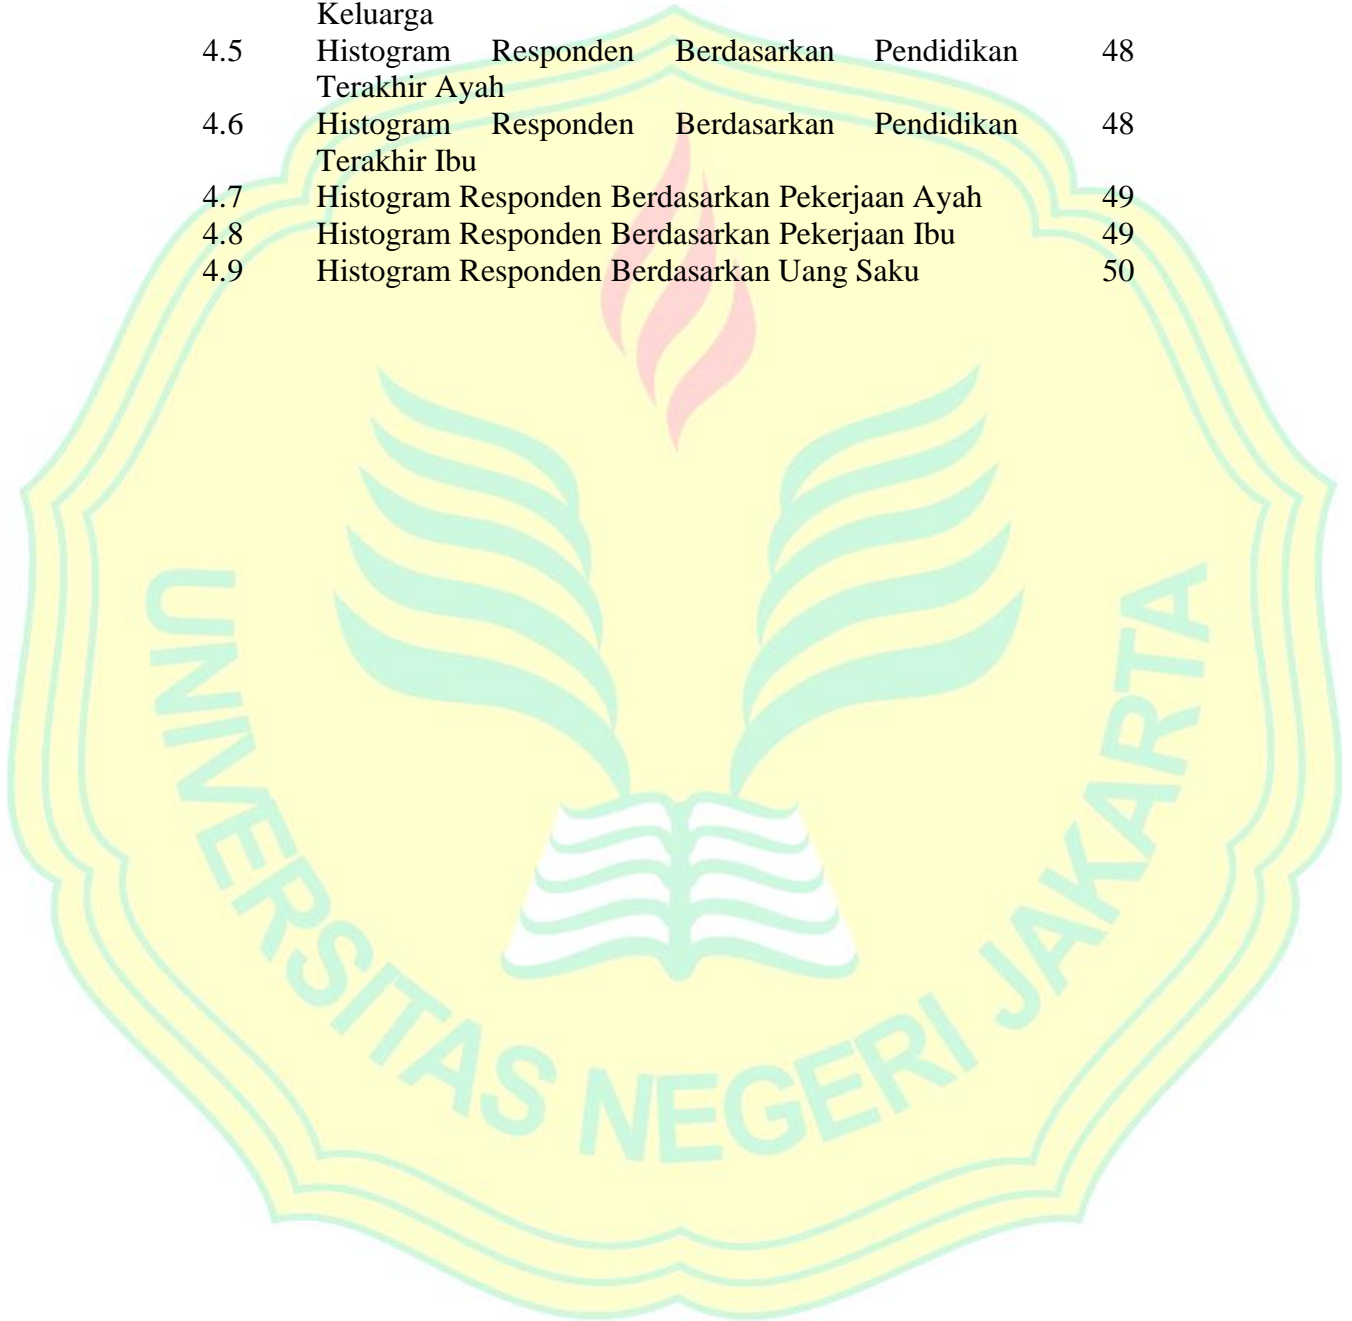 Keluarga
4.5 Histogram Responden Berdasarkan Pendidikan 48
Terakhir Ayah
4.6 Histogram Responden Berdasarkan Pendidikan 48
Terakhir Ibu
4.7 Histogram Responden Berdasarkan Pekerjaan Ayah 49
4.8 Histogram Responden Berdasarkan Pekerjaan Ibu 49
4.9 Histogram Responden Berdasarkan Uang Saku 50
UNIVERSITAS NEGERI JAKARTA